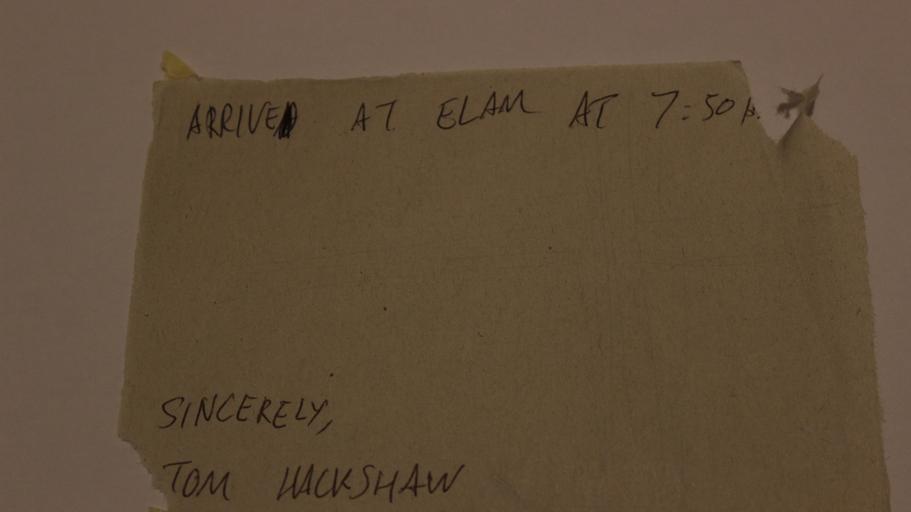 ARRIVED AT ELAM AT 7:50
SINCERELY,
TOM HACKSHAW